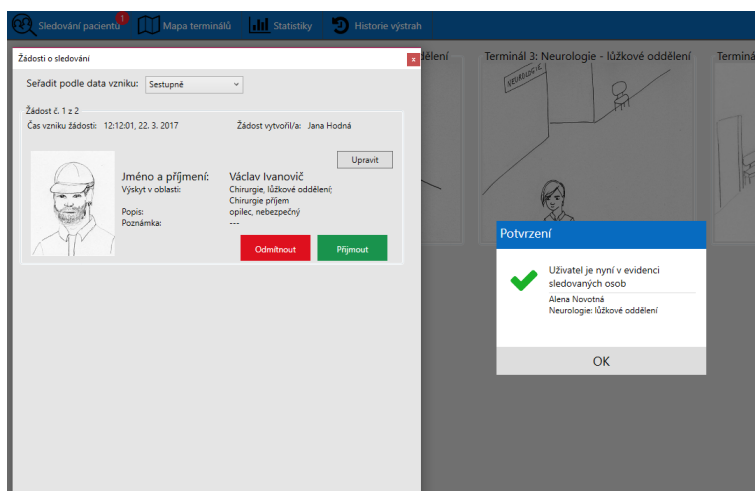 Sledování pacientů
1
Mapa terminálů
Statistiky
Historie výstrah
Žádosti o sledování
x
Seřadit podle data vzniku: Sestupně
Žádost č. 1 z 2
Čas vzniku žádosti: 12:12:01, 22. 3. 2017 Žádost vytvořil/a: Jana Hodná
Upravit
Jméno a příjmení: Václav Ivanovič
Výskyt v oblasti: Chirurgie, lůžkové oddělení;
Chirurgie příjem
Popis: opilec, nebezpečný
Poznámka: ---
Odmítnout
Přijmout
dělení
Terminál 3: Neurologie - lůžkové oddělení
NEUROLOGIE
Terminá
Potvrzení
Uživatel je nyní v evidenci
sledovaných osob
Alena Novotná
Neurologie: lůžkové oddělení
OK